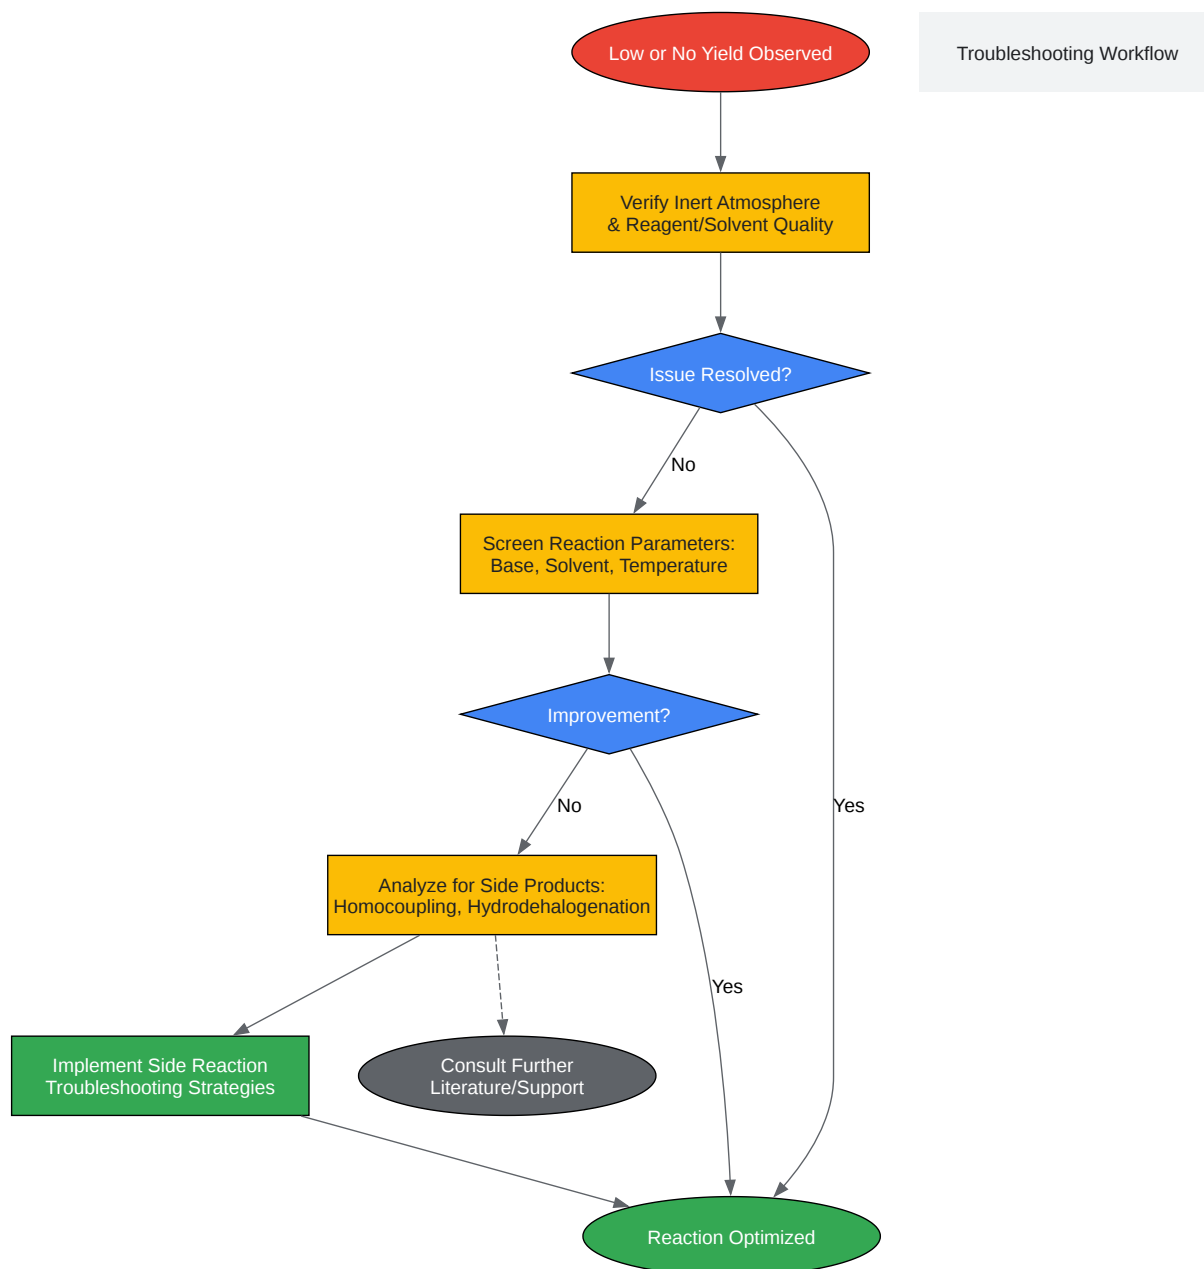 Low or No Yield Observed
Troubleshooting Workflow
Verify Inert Atmosphere
& Reagent/Solvent Quality
Issue Resolved?
No
Screen Reaction Parameters:
Base, Solvent, Temperature
Improvement?
No
Yes
Analyze for Side Products:
Homocoupling, Hydrodehalogenation
Yes
Implement Side Reaction
Troubleshooting Strategies
Consult Further
Literature/Support
Reaction Optimized